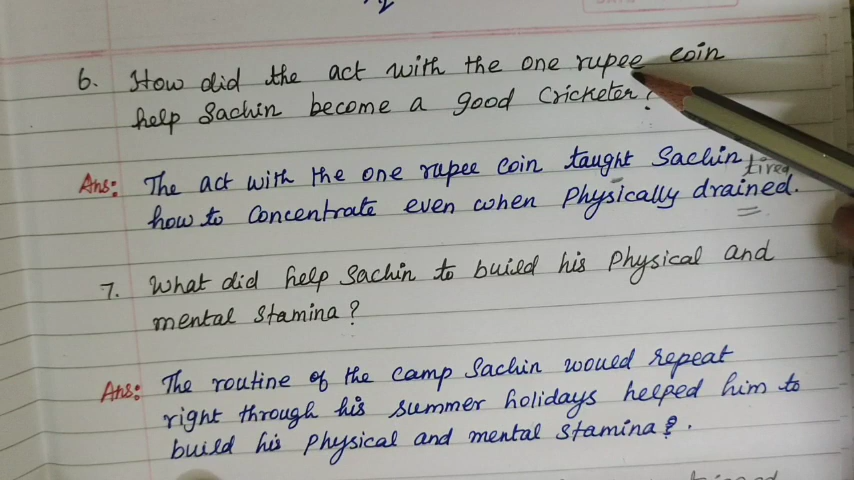 6. How did the act with the one rupee coin
help Sachin become a good Cricketer?
Ans: The act with the one rupee coin taught Sachin tired
how to concentrate even when physically drained.
7. What did help Sachin to build his physical and
mental stamina?
Ans: The routine of the camp Sachin would repeat
right through his summer holidays helped him to
build his physical and mental stamina?.